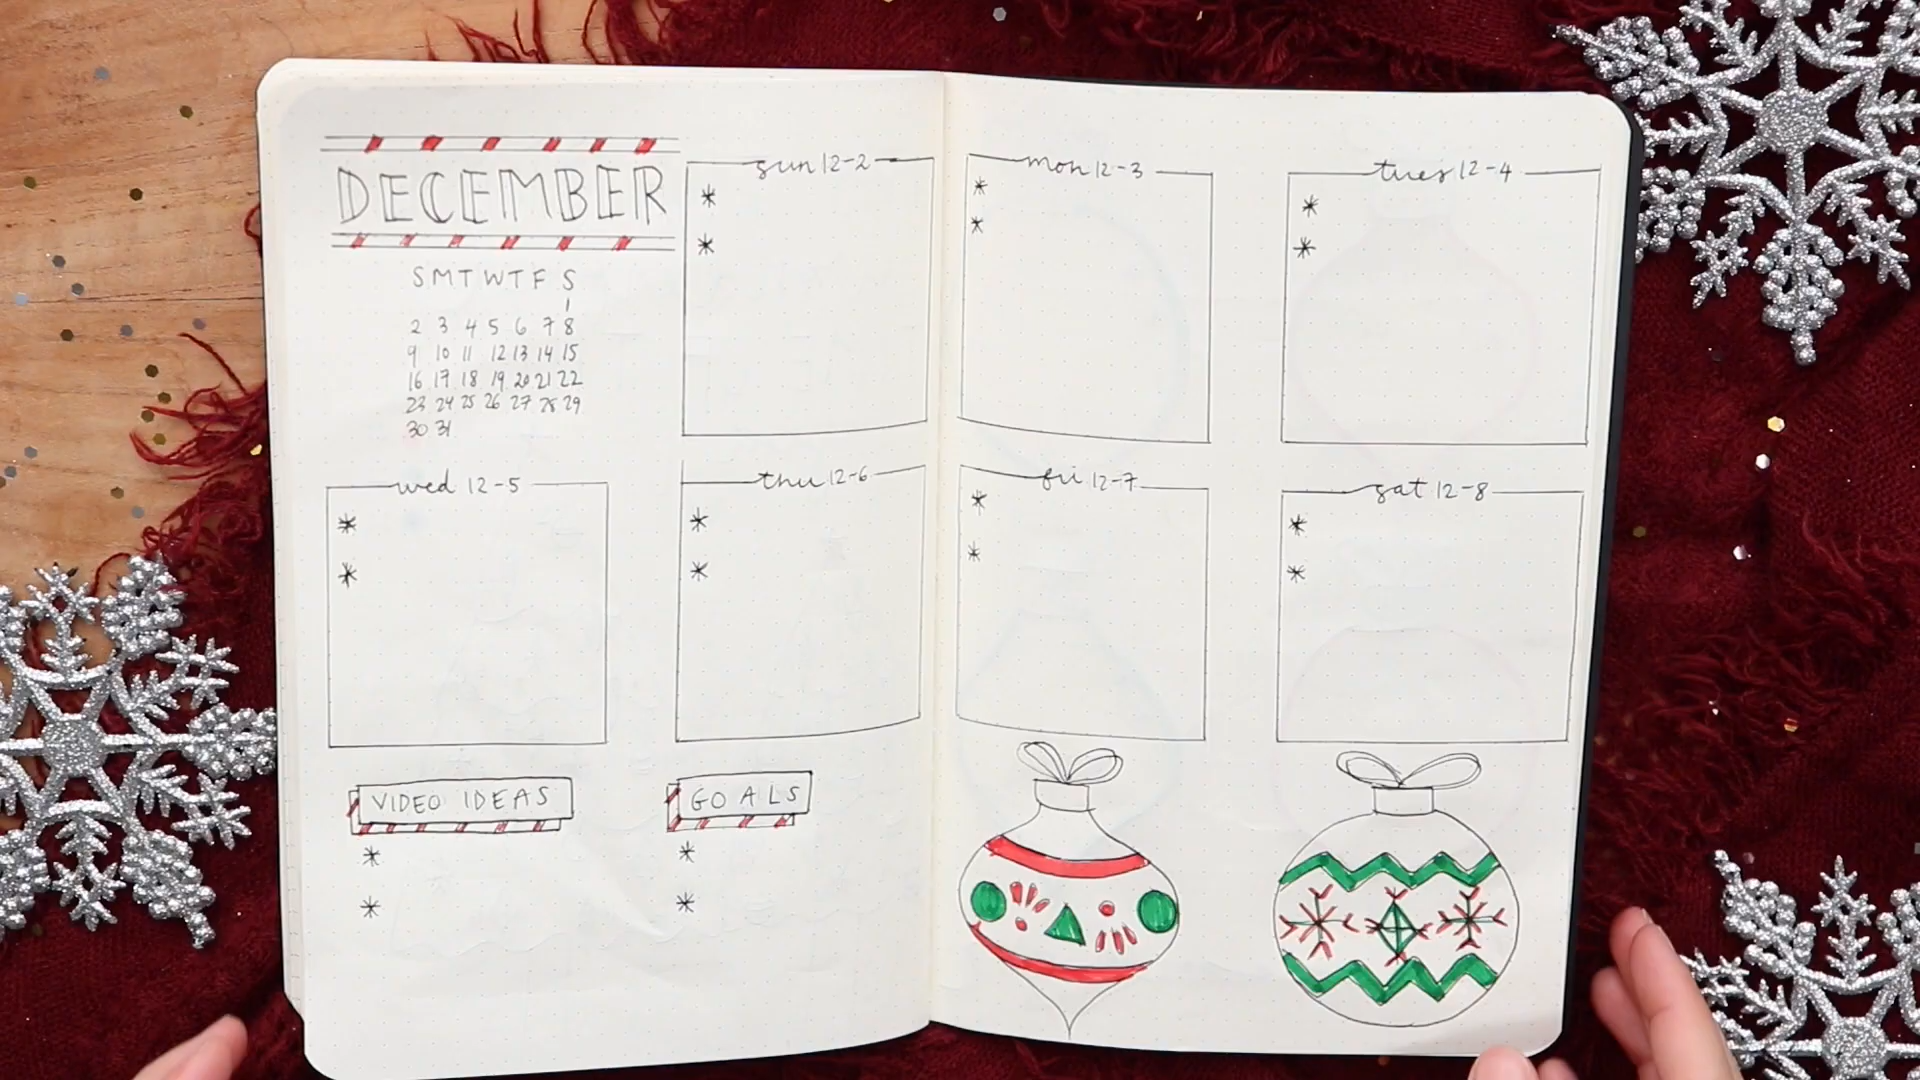 DECEMBER
S M T W T F S
1
2 3 4 5 6 7 8
9 10 11 12 13 14 15
16 17 18 19 20 21 22
23 24 25 26 27 28 29
30 31
sun 12-2
mon 12-3
tues 12-4
wed 12-5
thu 12-6
fri 12-7
sat 12-8
VIDEO IDEAS
GOALS